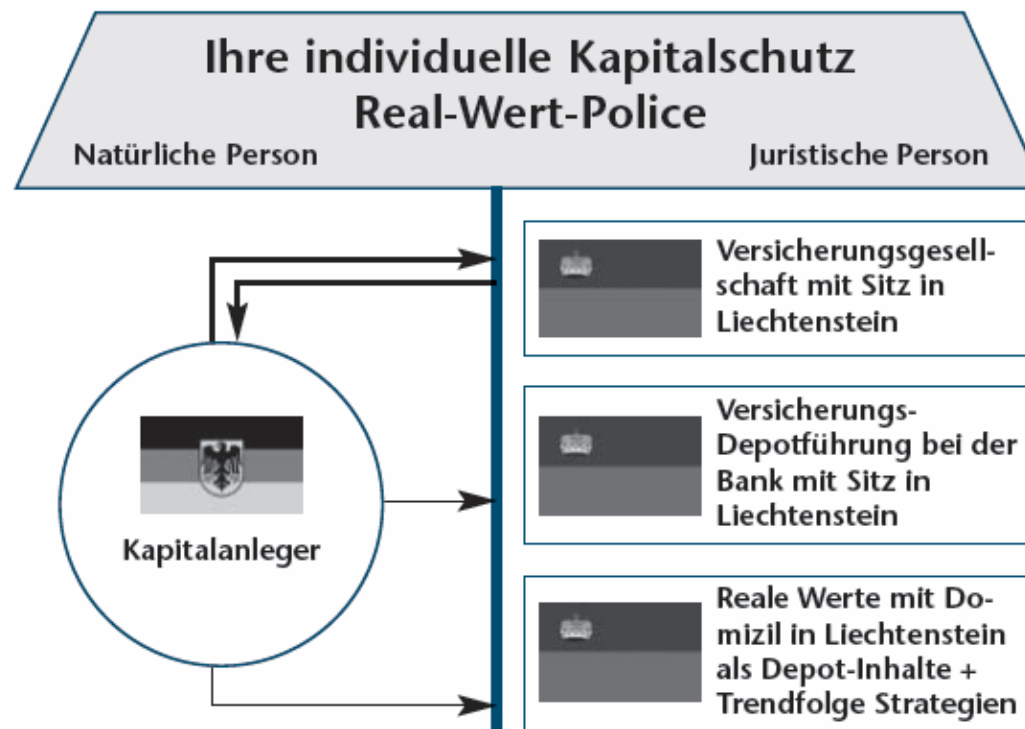 Ihre individuelle Kapitalschutz
Real-Wert-Police
Natürliche Person
Juristische Person
Versicherungsgesell-
schaft mit Sitz in
Liechtenstein
Kapitalanleger
Versicherungs-
Depotführung bei der
Bank mit Sitz in
Liechtenstein
Reale Werte mit Do-
mizil in Liechtenstein
als Depot-Inhalte +
Trendfolge Strategien